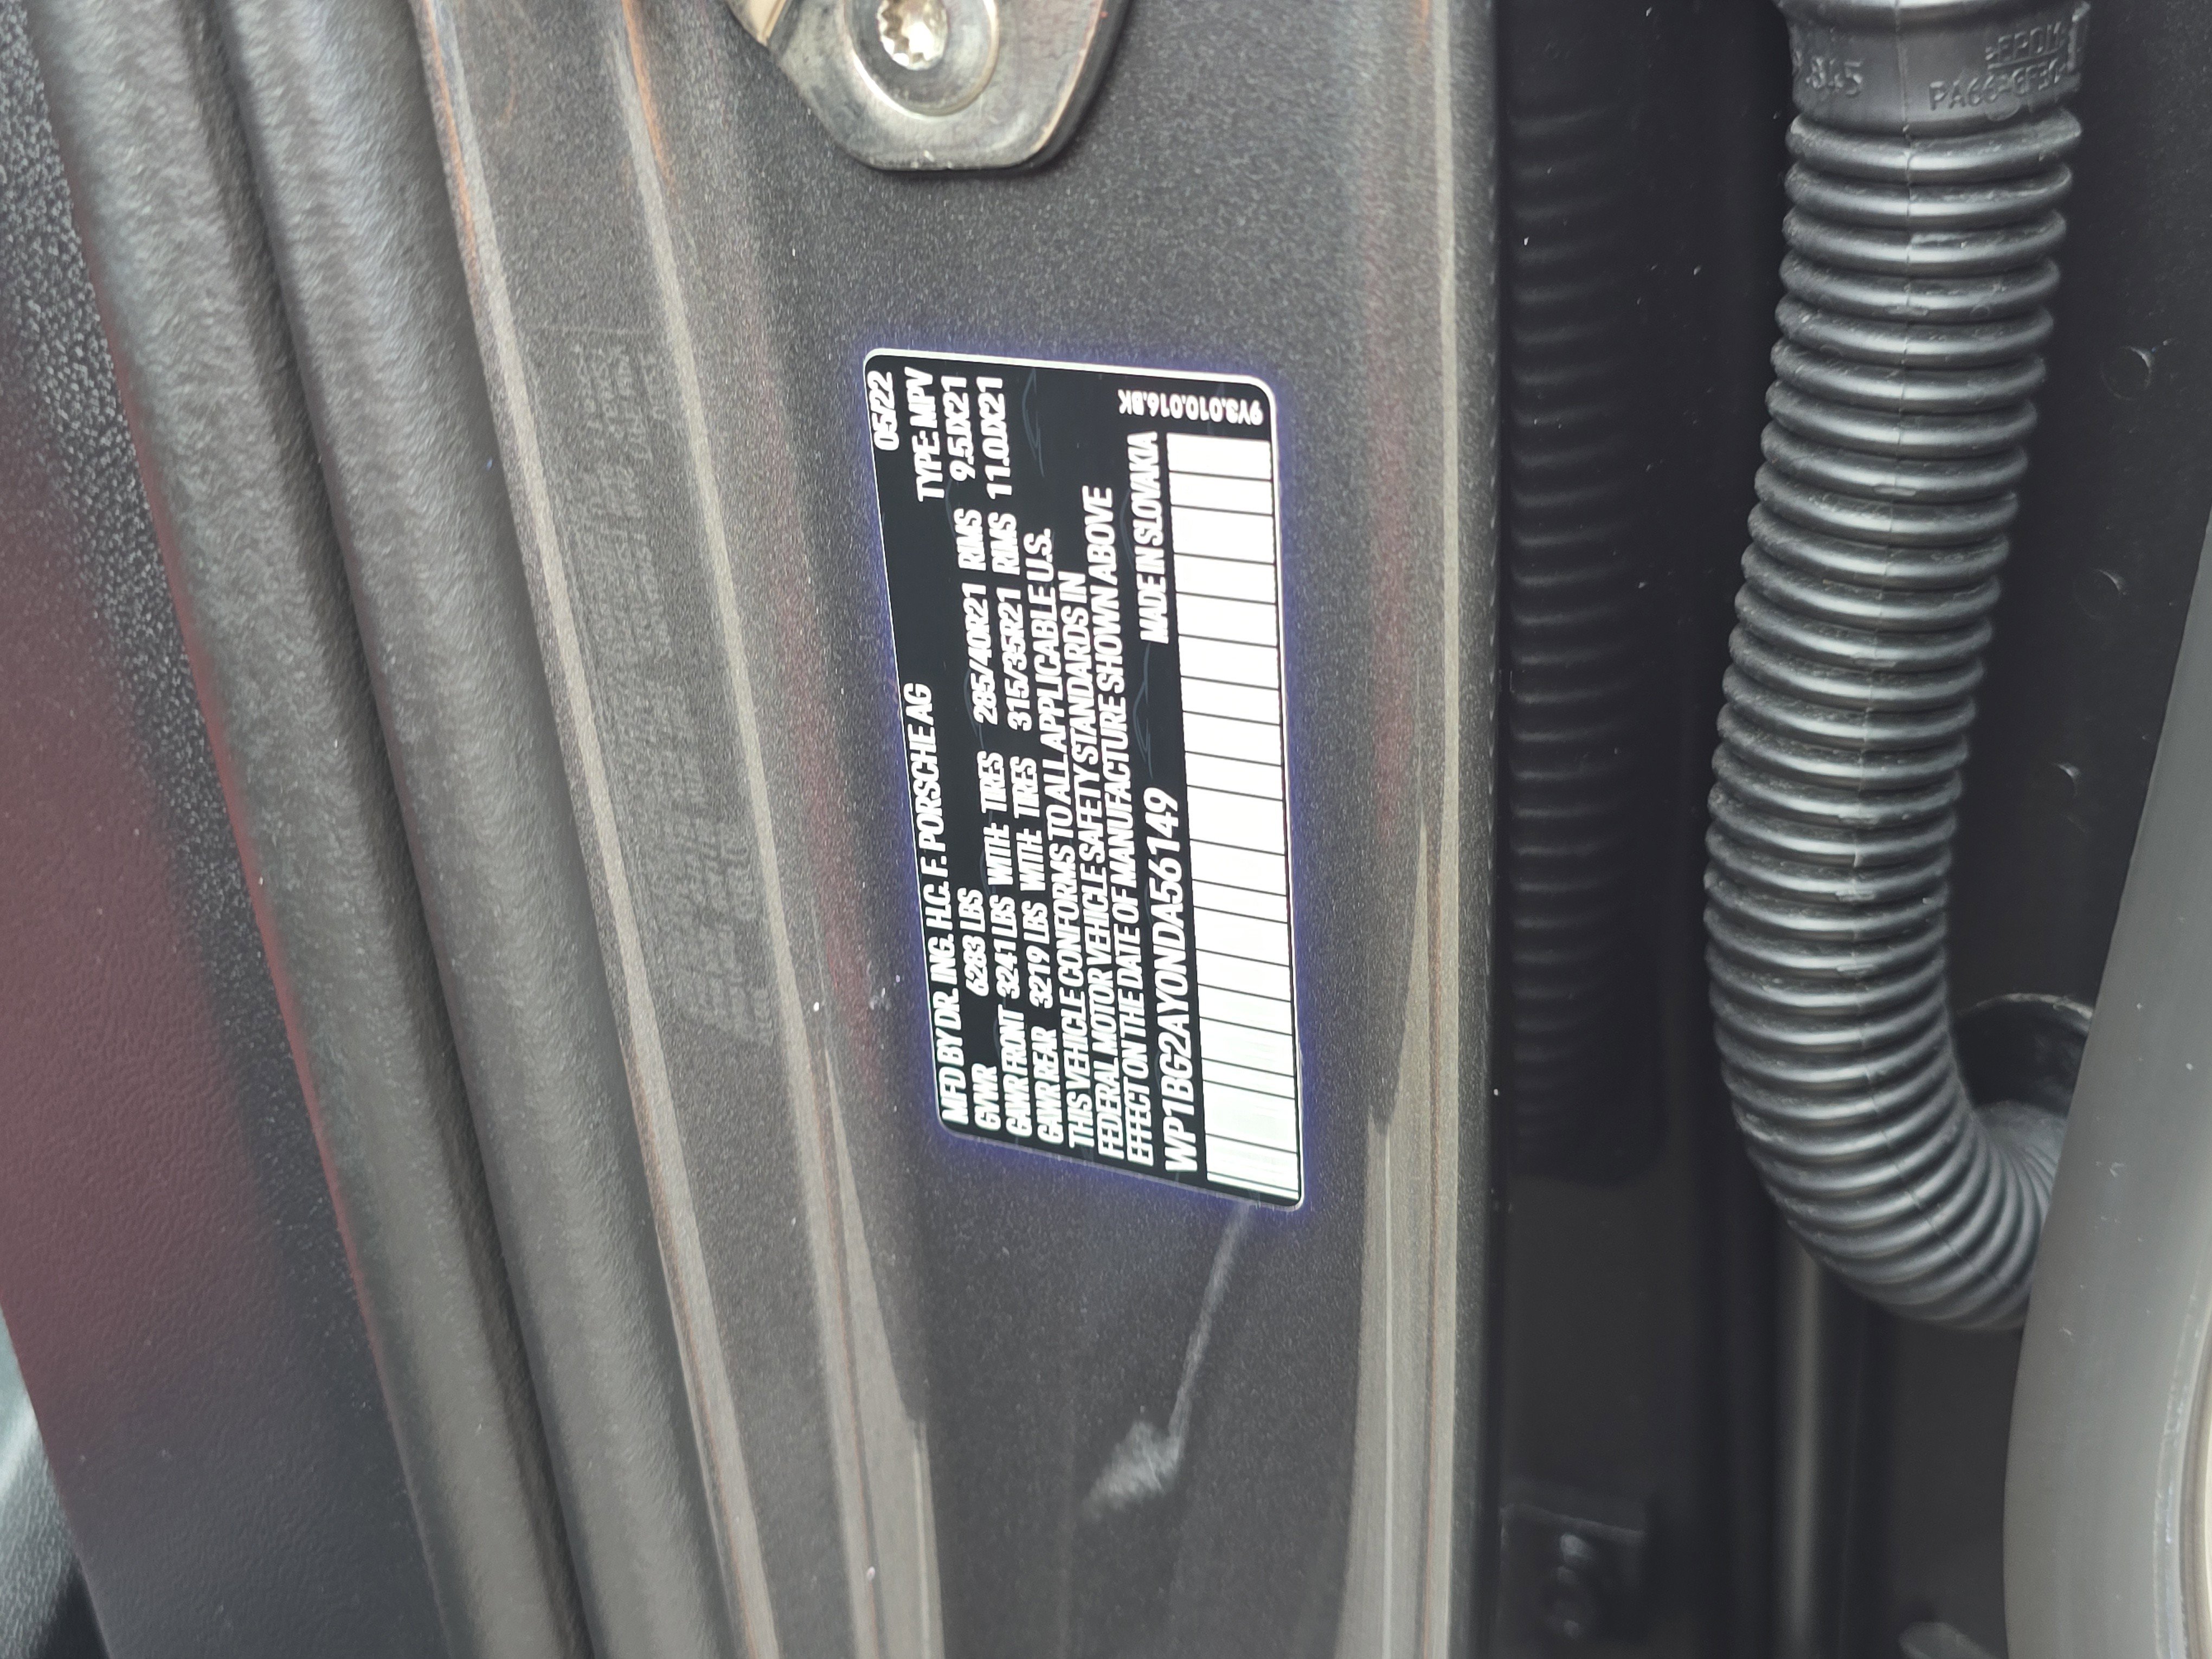 05/22
MFD BY DR. ING. H.C. F. PORSCHE AG TYPE: MPV
GVWR 6283 LBS
GAWR FRONT 3241 LBS WITH: TIRES 285/40R21 RIMS 9.5JX21
GAWR REAR 3219 LBS WITH: TIRES 315/35R21 RIMS 11.0JX21
THIS VEHICLE CONFORMS TO ALL APPLICABLE U.S.
FEDERAL MOTOR VEHICLE SAFETY STANDARDS IN
EFFECT ON THE DATE OF MANUFACTURE SHOWN ABOVE
WP1BG2AY0NDA56149 MADE IN SLOVAKIA
9Y3.010.016.BK